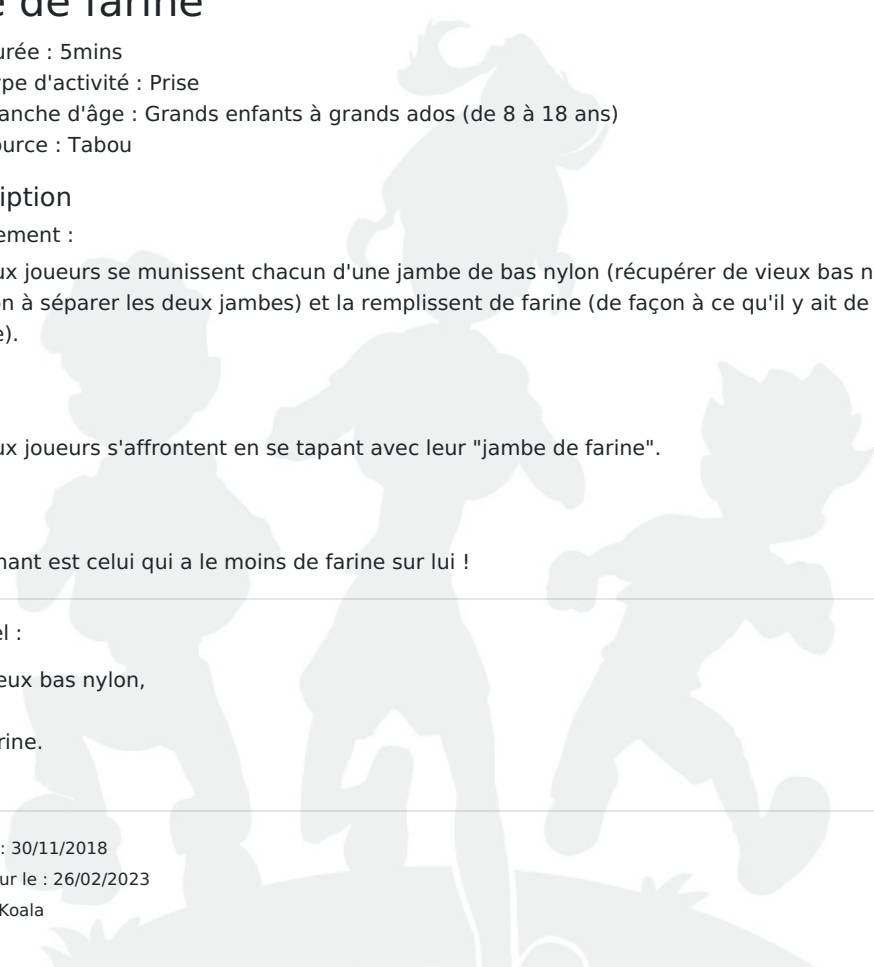 de farine
urée : 5mins
pe d'activité : Prise
anche d'âge : Grands enfants à grands ados (de 8 à 18 ans)
ource : Tabou
iption
ement :
ux joueurs se munissent chacun d'une jambe de bas nylon (récupérer de vieux bas n
n à séparer les deux jambes) et la remplissent de farine (de façon à ce qu'il y ait de
e).
ux joueurs s'affrontent en se tapant avec leur "jambe de farine".
nant est celui qui a le moins de farine sur lui !
el :
eux bas nylon,
rine.
: 30/11/2018
ur le : 26/02/2023
Koala